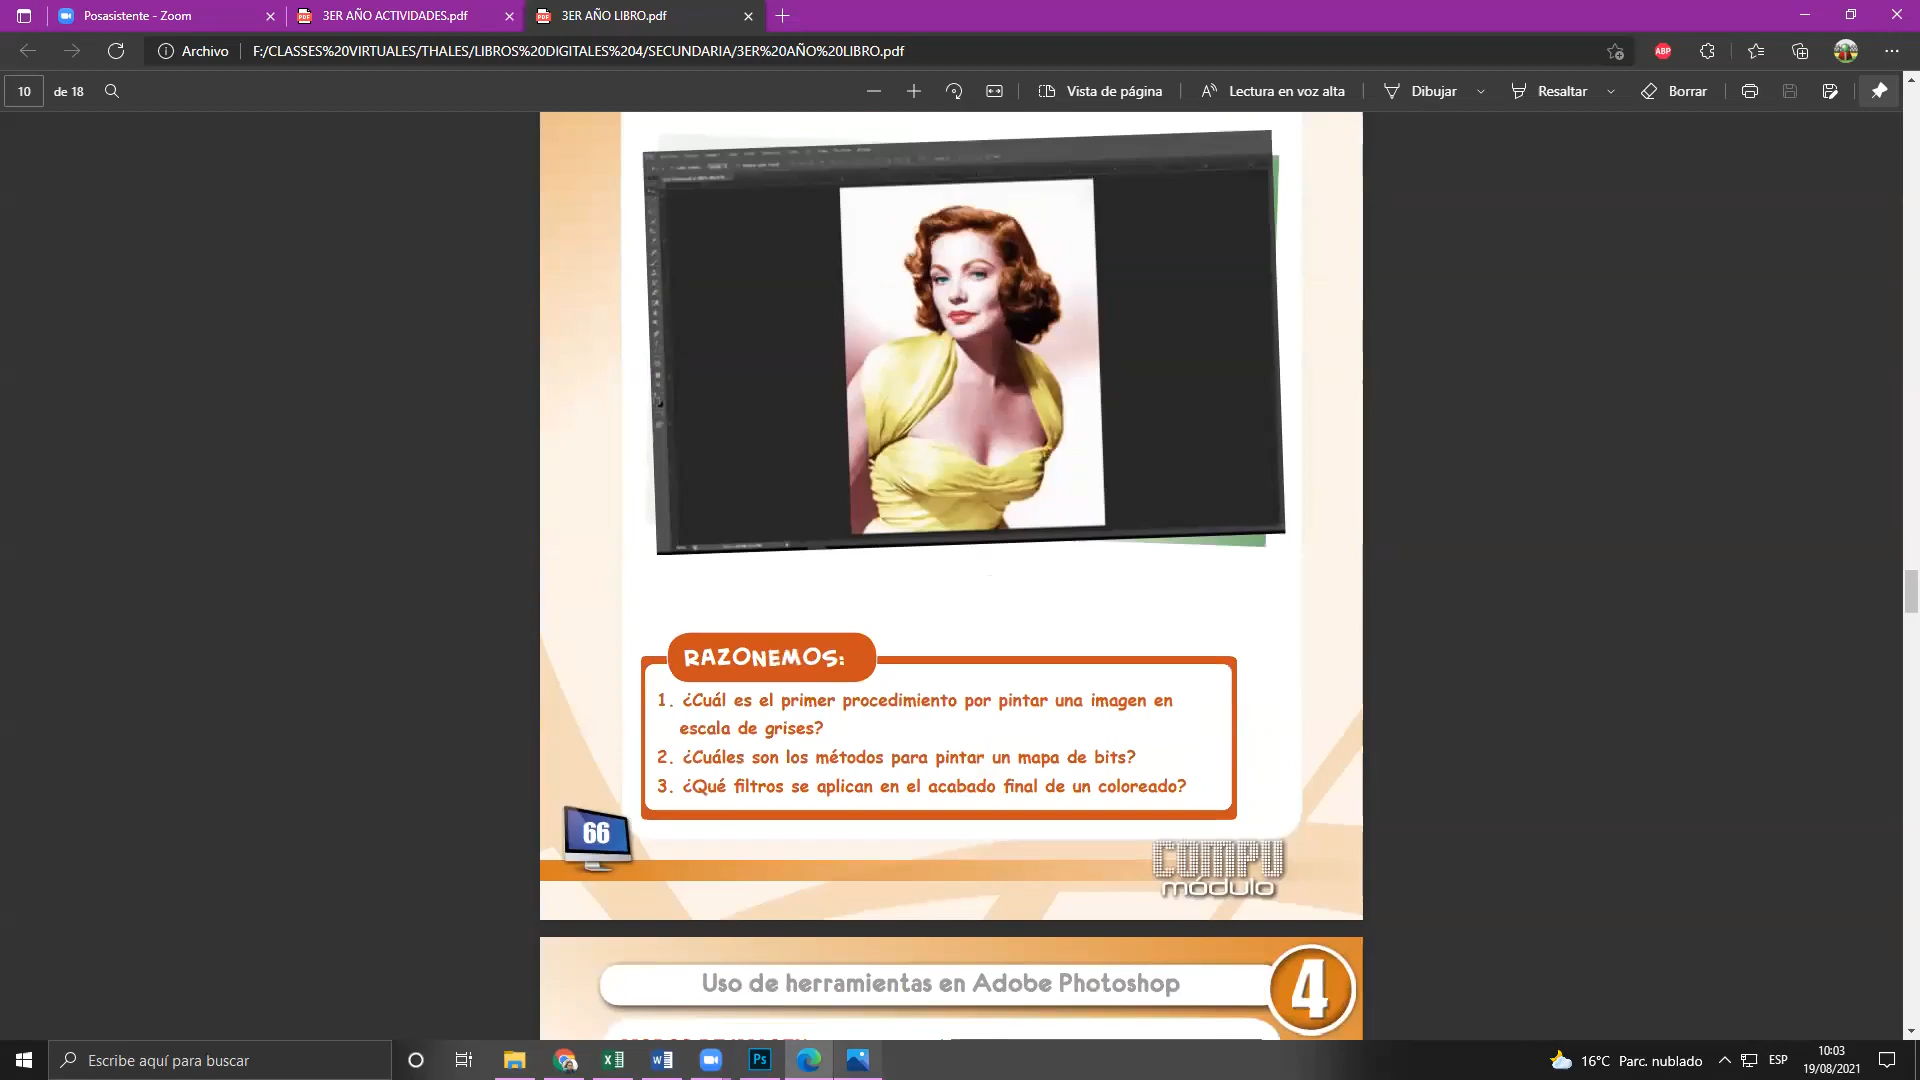 Posasistente - Zoom
3ER AÑO ACTIVIDADES.pdf
3ER AÑO LIBRO.pdf
Archivo
F:/CLASSES%20VIRTUALES/THALES/LIBROS%20DIGITALES%204/SECUNDARIA/3ER%20AÑO%20LIBRO.pdf
ABP
10 de 18
Vista de página
Lectura en voz alta
Dibujar
Resaltar
Borrar
RAZONEMOS:
1. ¿Cuál es el primer procedimiento por pintar una imagen en
escala de grises?
2. ¿Cuáles son los métodos para pintar un mapa de bits?
3. ¿Qué filtros se aplican en el acabado final de un coloreado?
66
COMPU
módulo
Uso de herramientas en Adobe Photoshop
4
Escribe aquí para buscar
Ps
16°C Parc. nublado
ESP
10:03
19/08/2021